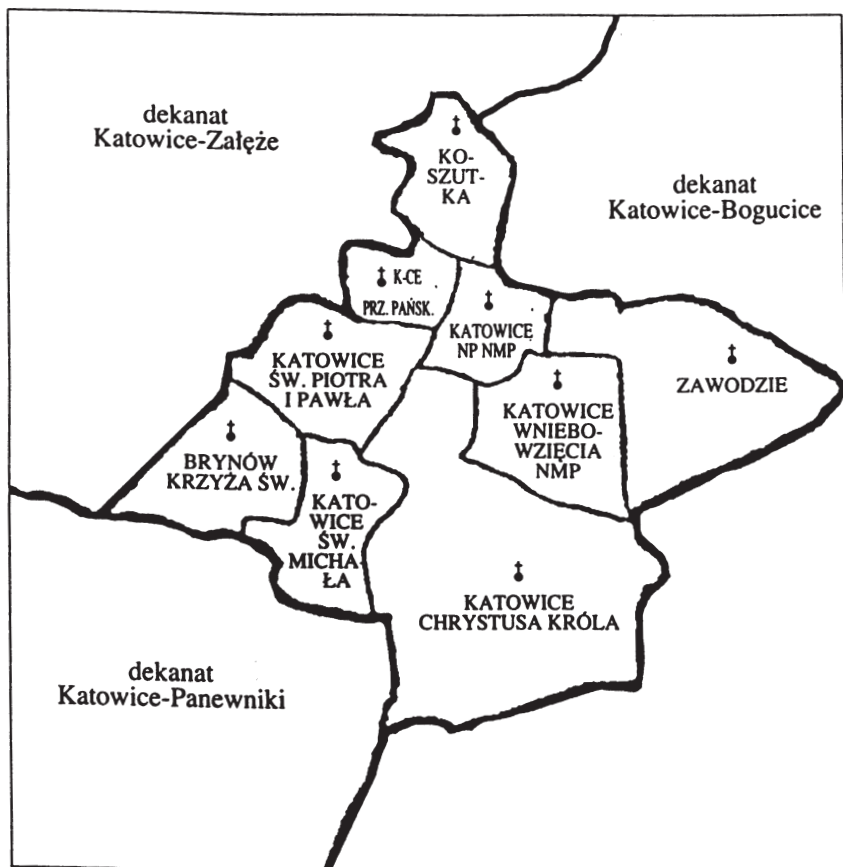 dekanat
Katowice-Załęże
KO-
SZUT-
KA
dekanat
Katowice-Bogucice
K-CE
PRZ. PAŃSK.
KATOWICE
NP NMP
KATOWICE
ŚW. PIOTRA
I PAWŁA
KATOWICE
WNIEBO-
WZIĘCIA
NMP
ZAWODZIE
BRYNÓW
KRZYŻA ŚW.
KATO-
WICE
ŚW.
MICHA-
ŁA
KATOWICE
CHRYSTUSA KRÓLA
dekanat
Katowice-Panewniki